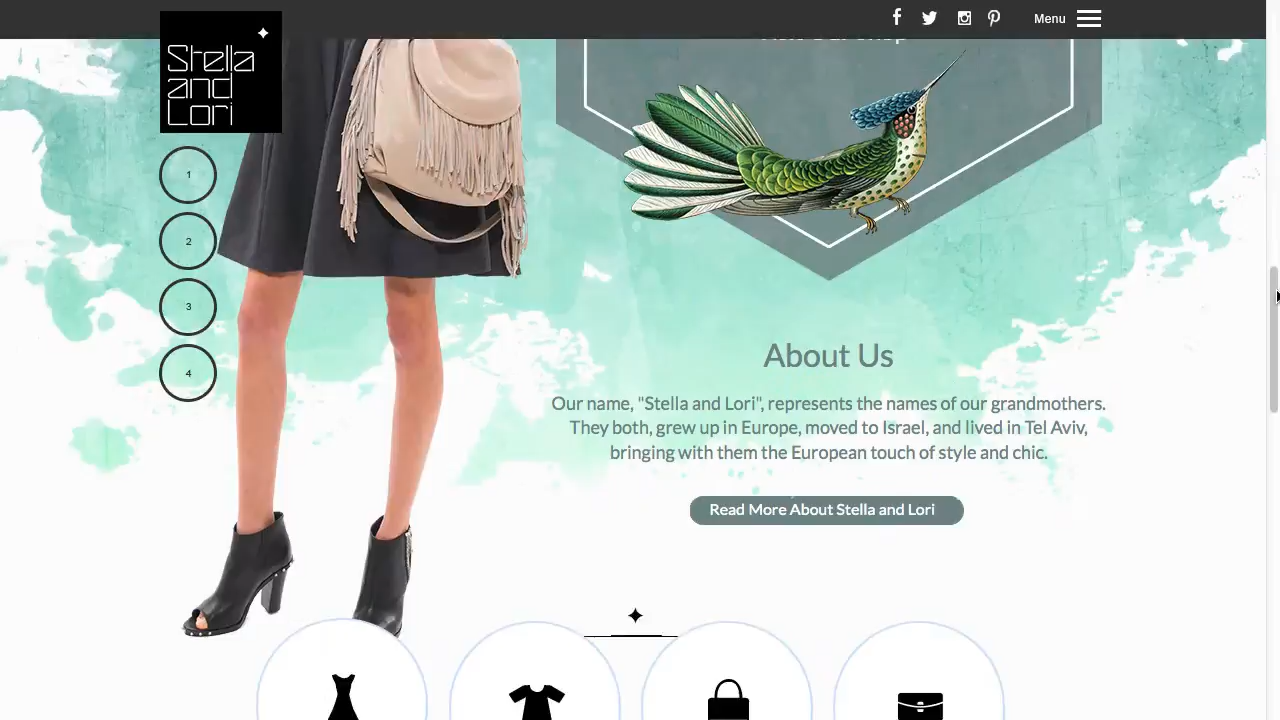 Menu
Stella
and
Lori
1
2
3
4
About Us
Our name, "Stella and Lori", represents the names of our grandmothers.
They both, grew up in Europe, moved to Israel, and lived in Tel Aviv,
bringing with them the European touch of style and chic.
Read More About Stella and Lori